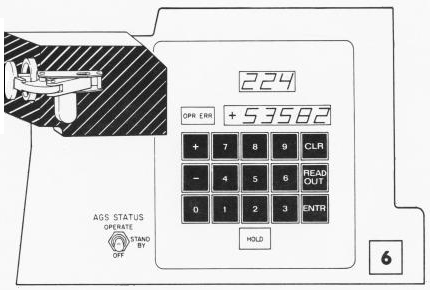 224
OPR ERR + 53582
+ 7 8 9 CLR
- 4 5 6 READ OUT
0 1 2 3 ENTR
HOLD
AGS STATUS
OPERATE
STAND BY
OFF
6